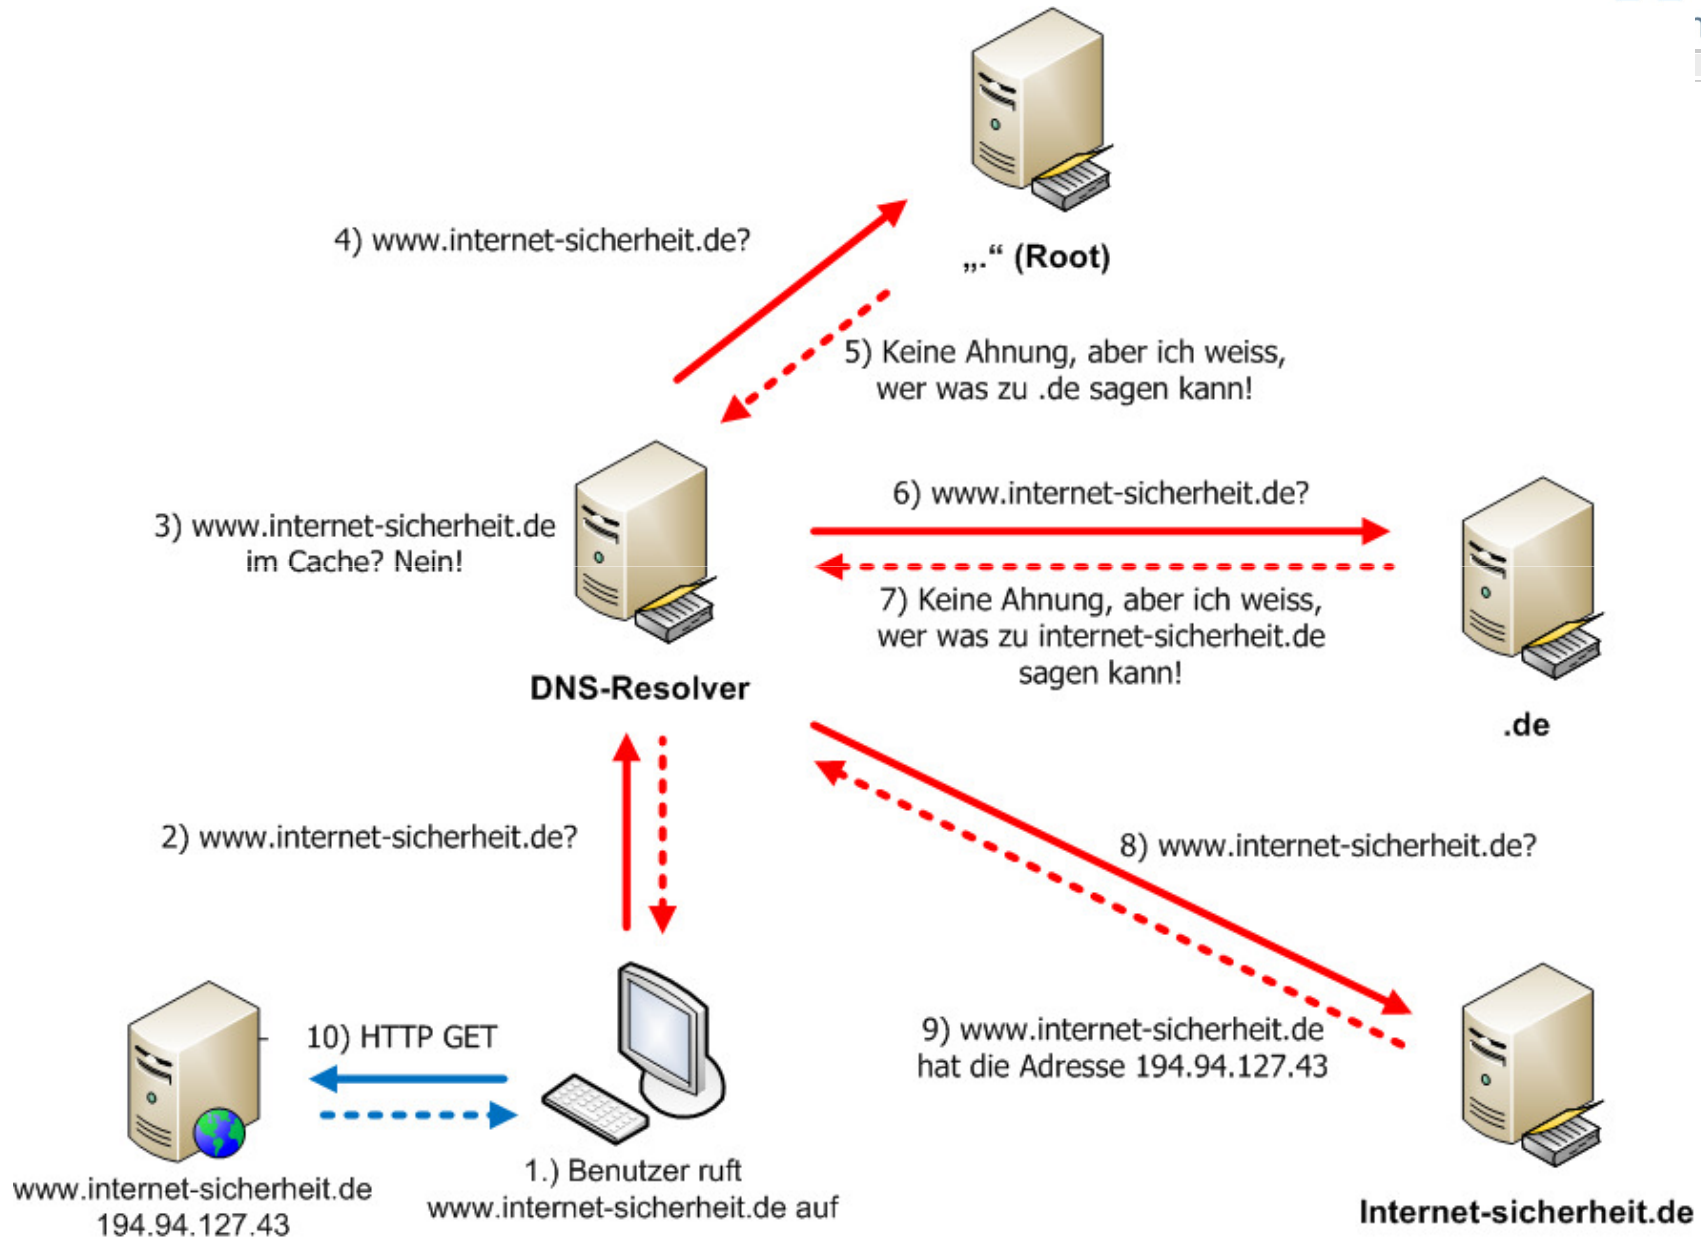 4) www.internet-sicherheit.de?
„.“ (Root)
5) Keine Ahnung, aber ich weiss,
wer was zu .de sagen kann!
3) www.internet-sicherheit.de
im Cache? Nein!
6) www.internet-sicherheit.de?
7) Keine Ahnung, aber ich weiss,
wer was zu internet-sicherheit.de
sagen kann!
DNS-Resolver
.de
2) www.internet-sicherheit.de?
8) www.internet-sicherheit.de?
9) www.internet-sicherheit.de
hat die Adresse 194.94.127.43
10) HTTP GET
1.) Benutzer ruft
www.internet-sicherheit.de auf
www.internet-sicherheit.de
194.94.127.43
Internet-sicherheit.de